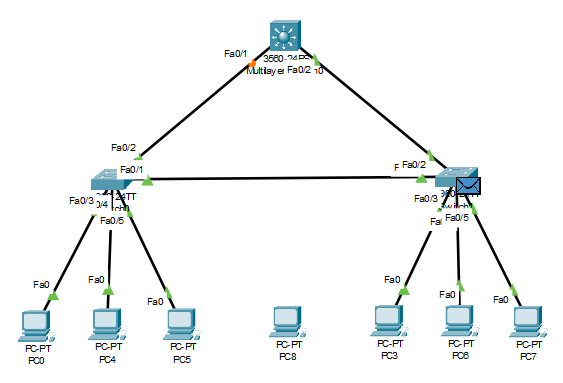 Fa0/1
3560-24PS
Fa0/2
Fa0/2
Fa0/1
Fa0/2
Fa0/3
Fa0/5
Fa0/3
Fa0/5
Fa0
Fa0
Fa0
Fa0
Fa0
Fa0
PC-PT
PC0
PC-PT
PC4
PC-PT
PC5
PC-PT
PC8
PC-PT
PC3
PC-PT
PC6
PC-PT
PC7